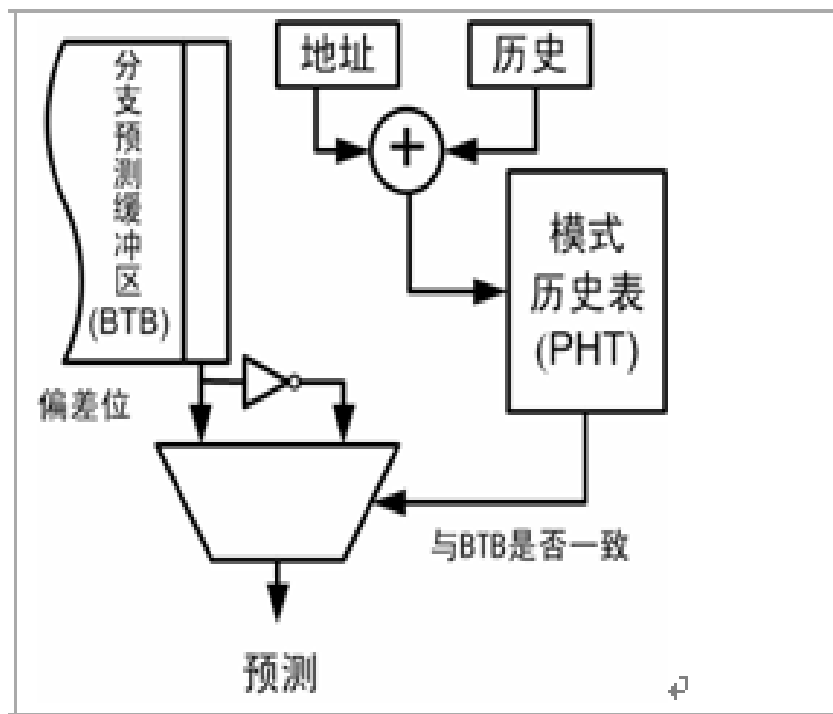 分支预测缓冲区
(BTB)
地址
历史
模式
历史表
(PHT)
偏差位
与BTB是否一致
预测